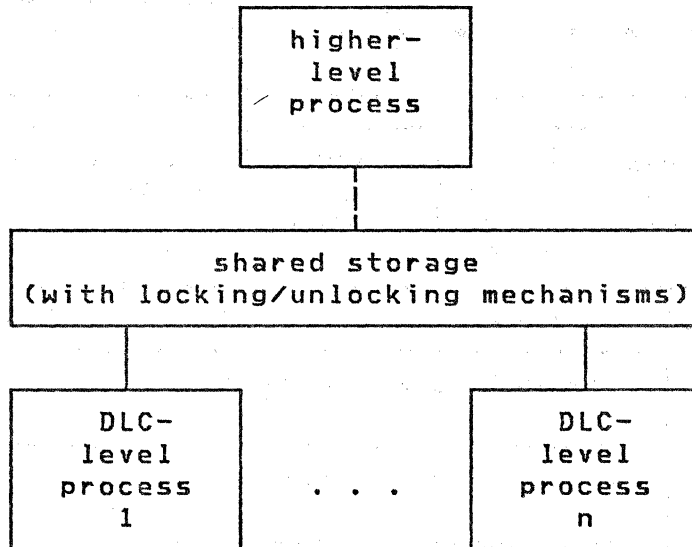 higher-
level
process
shared storage
(with locking/unlocking mechanisms)
DLC-
level
process
1
. . .
DLC-
level
process
n